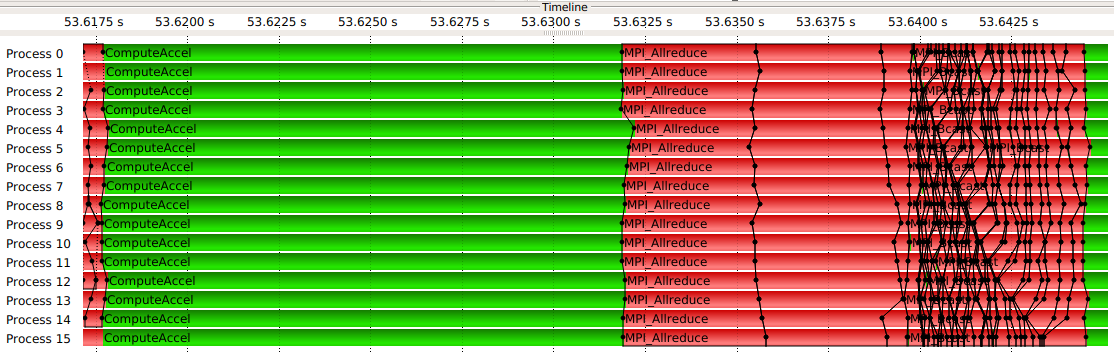 Timeline
53.6175 s 53.6200 s 53.6225 s 53.6250 s 53.6275 s 53.6300 s 53.6325 s 53.6350 s 53.6375 s 53.6400 s 53.6425 s
Process 0 ComputeAccel MPI_Allreduce
Process 1 ComputeAccel MPI_Allreduce
Process 2 ComputeAccel MPI_Allreduce
Process 3 ComputeAccel MPI_Allreduce
Process 4 ComputeAccel MPI_Allreduce
Process 5 ComputeAccel MPI_Allreduce
Process 6 ComputeAccel MPI_Allreduce
Process 7 ComputeAccel MPI_Allreduce
Process 8 ComputeAccel MPI_Allreduce
Process 9 ComputeAccel MPI_Allreduce
Process 10 ComputeAccel MPI_Allreduce
Process 11 ComputeAccel MPI_Allreduce
Process 12 ComputeAccel MPI_Allreduce
Process 13 ComputeAccel MPI_Allreduce
Process 14 ComputeAccel MPI_Allreduce
Process 15 ComputeAccel MPI_Allreduce